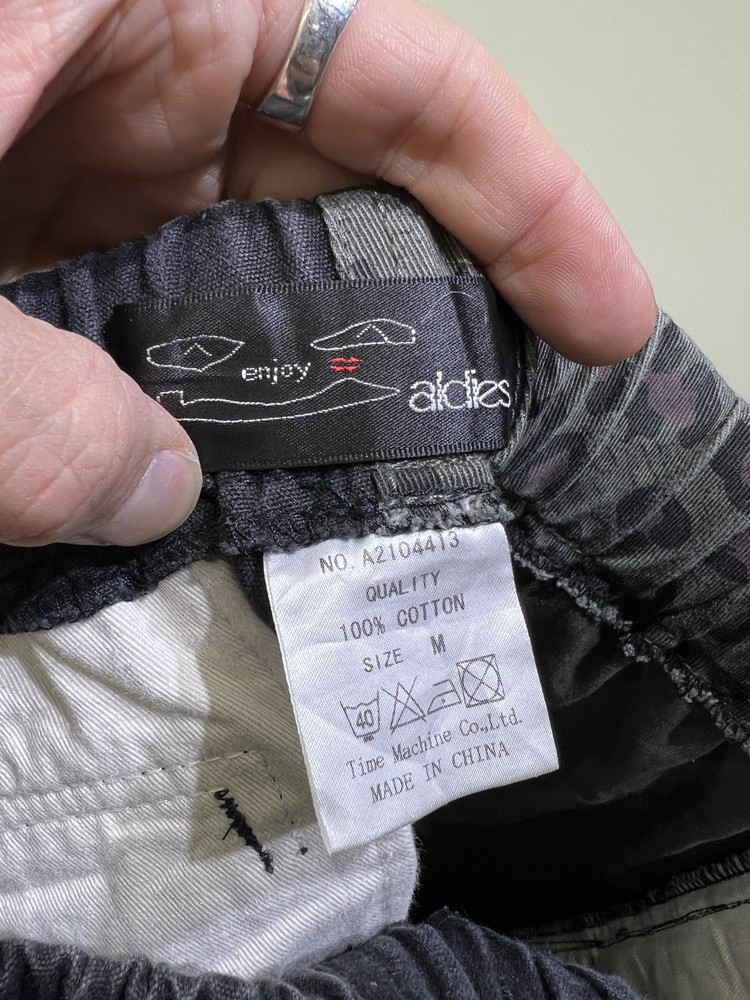 enjoy
aldies
NO. A2104413
QUALITY
100% COTTON
SIZE M
40
Time Machine Co.,Ltd.
MADE IN CHINA